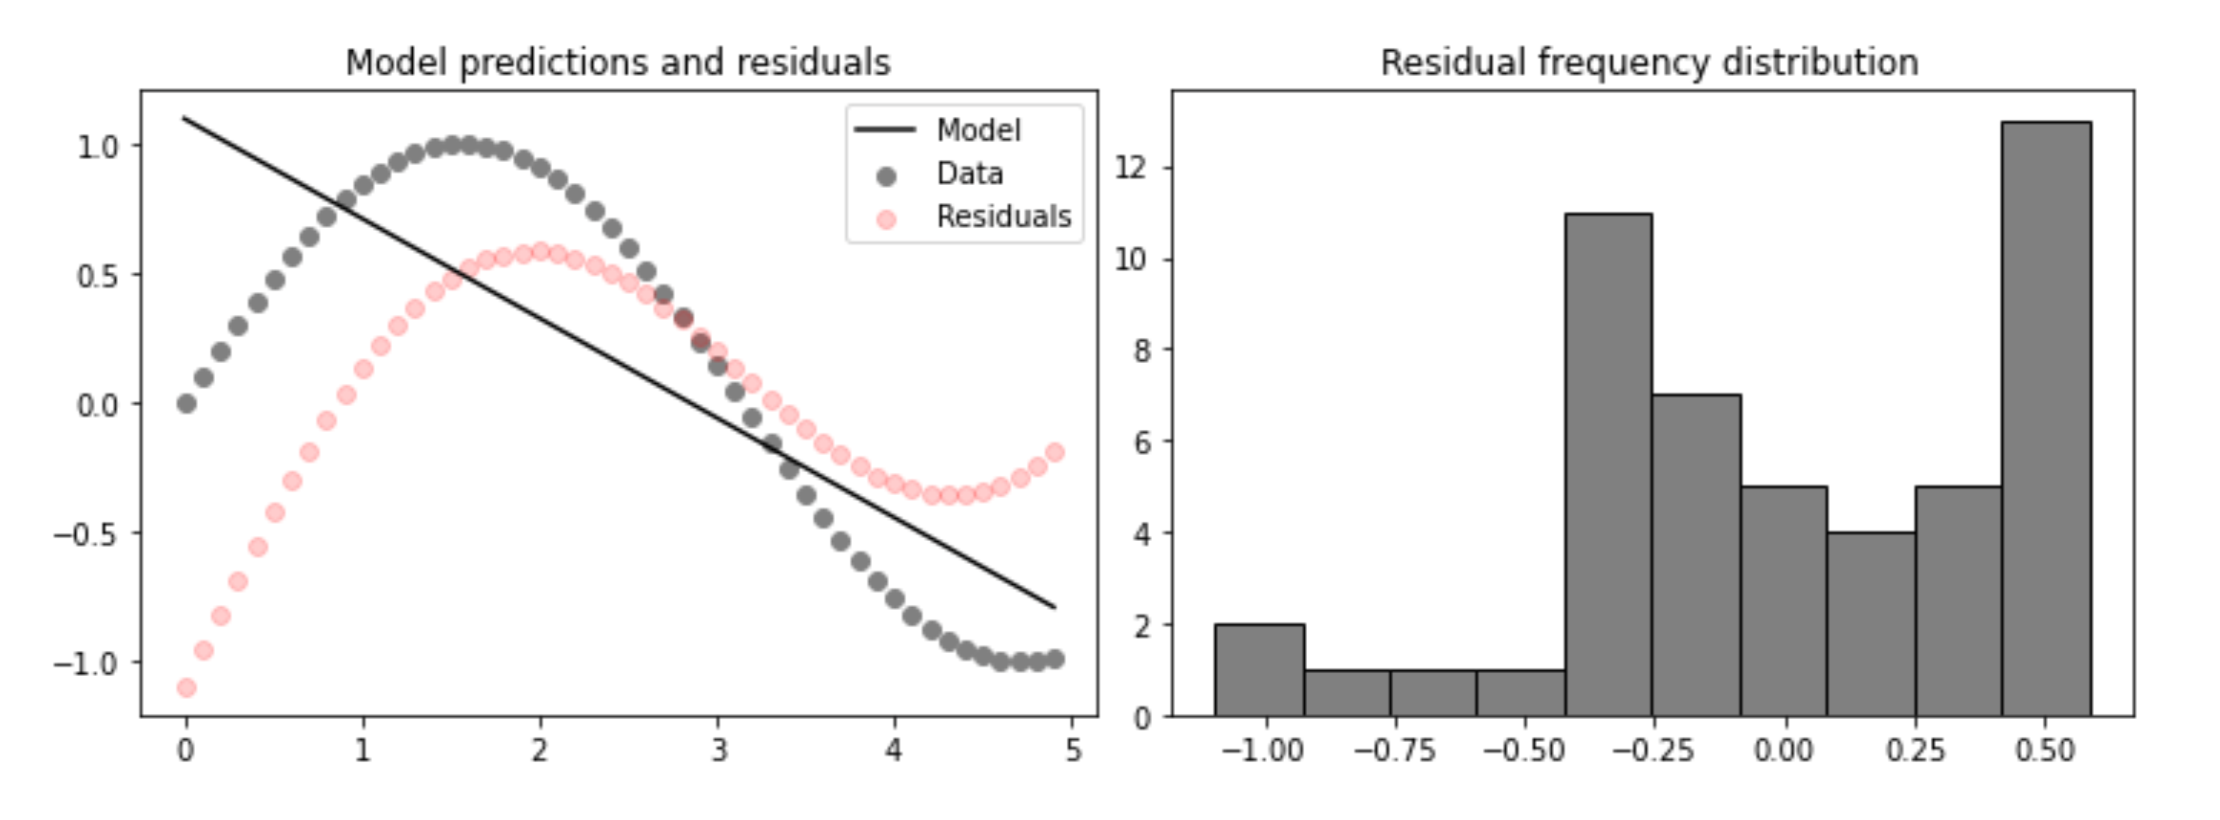 Model predictions and residuals
1.0
0.5
0.0
−0.5
−1.0
0 1 2 3 4 5
Model
Data
Residuals
Residual frequency distribution
12
10
8
6
4
2
0
−1.00 −0.75 −0.50 −0.25 0.00 0.25 0.50